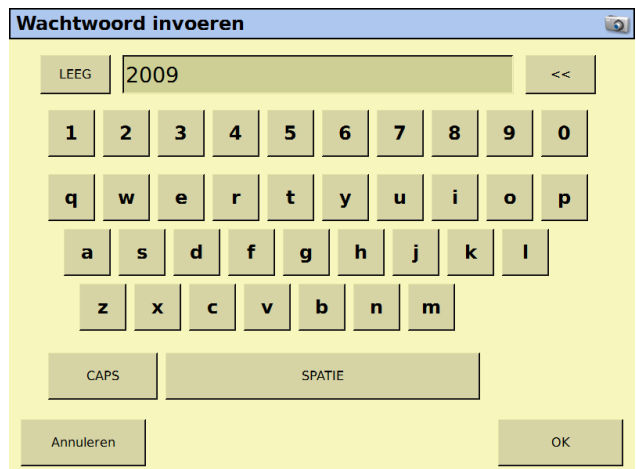 Wachtwoord invoeren
LEEG 2009 <<
1 2 3 4 5 6 7 8 9 0
q w e r t y u i o p
a s d f g h j k l
z x c v b n m
CAPS SPATIE
Annuleren OK